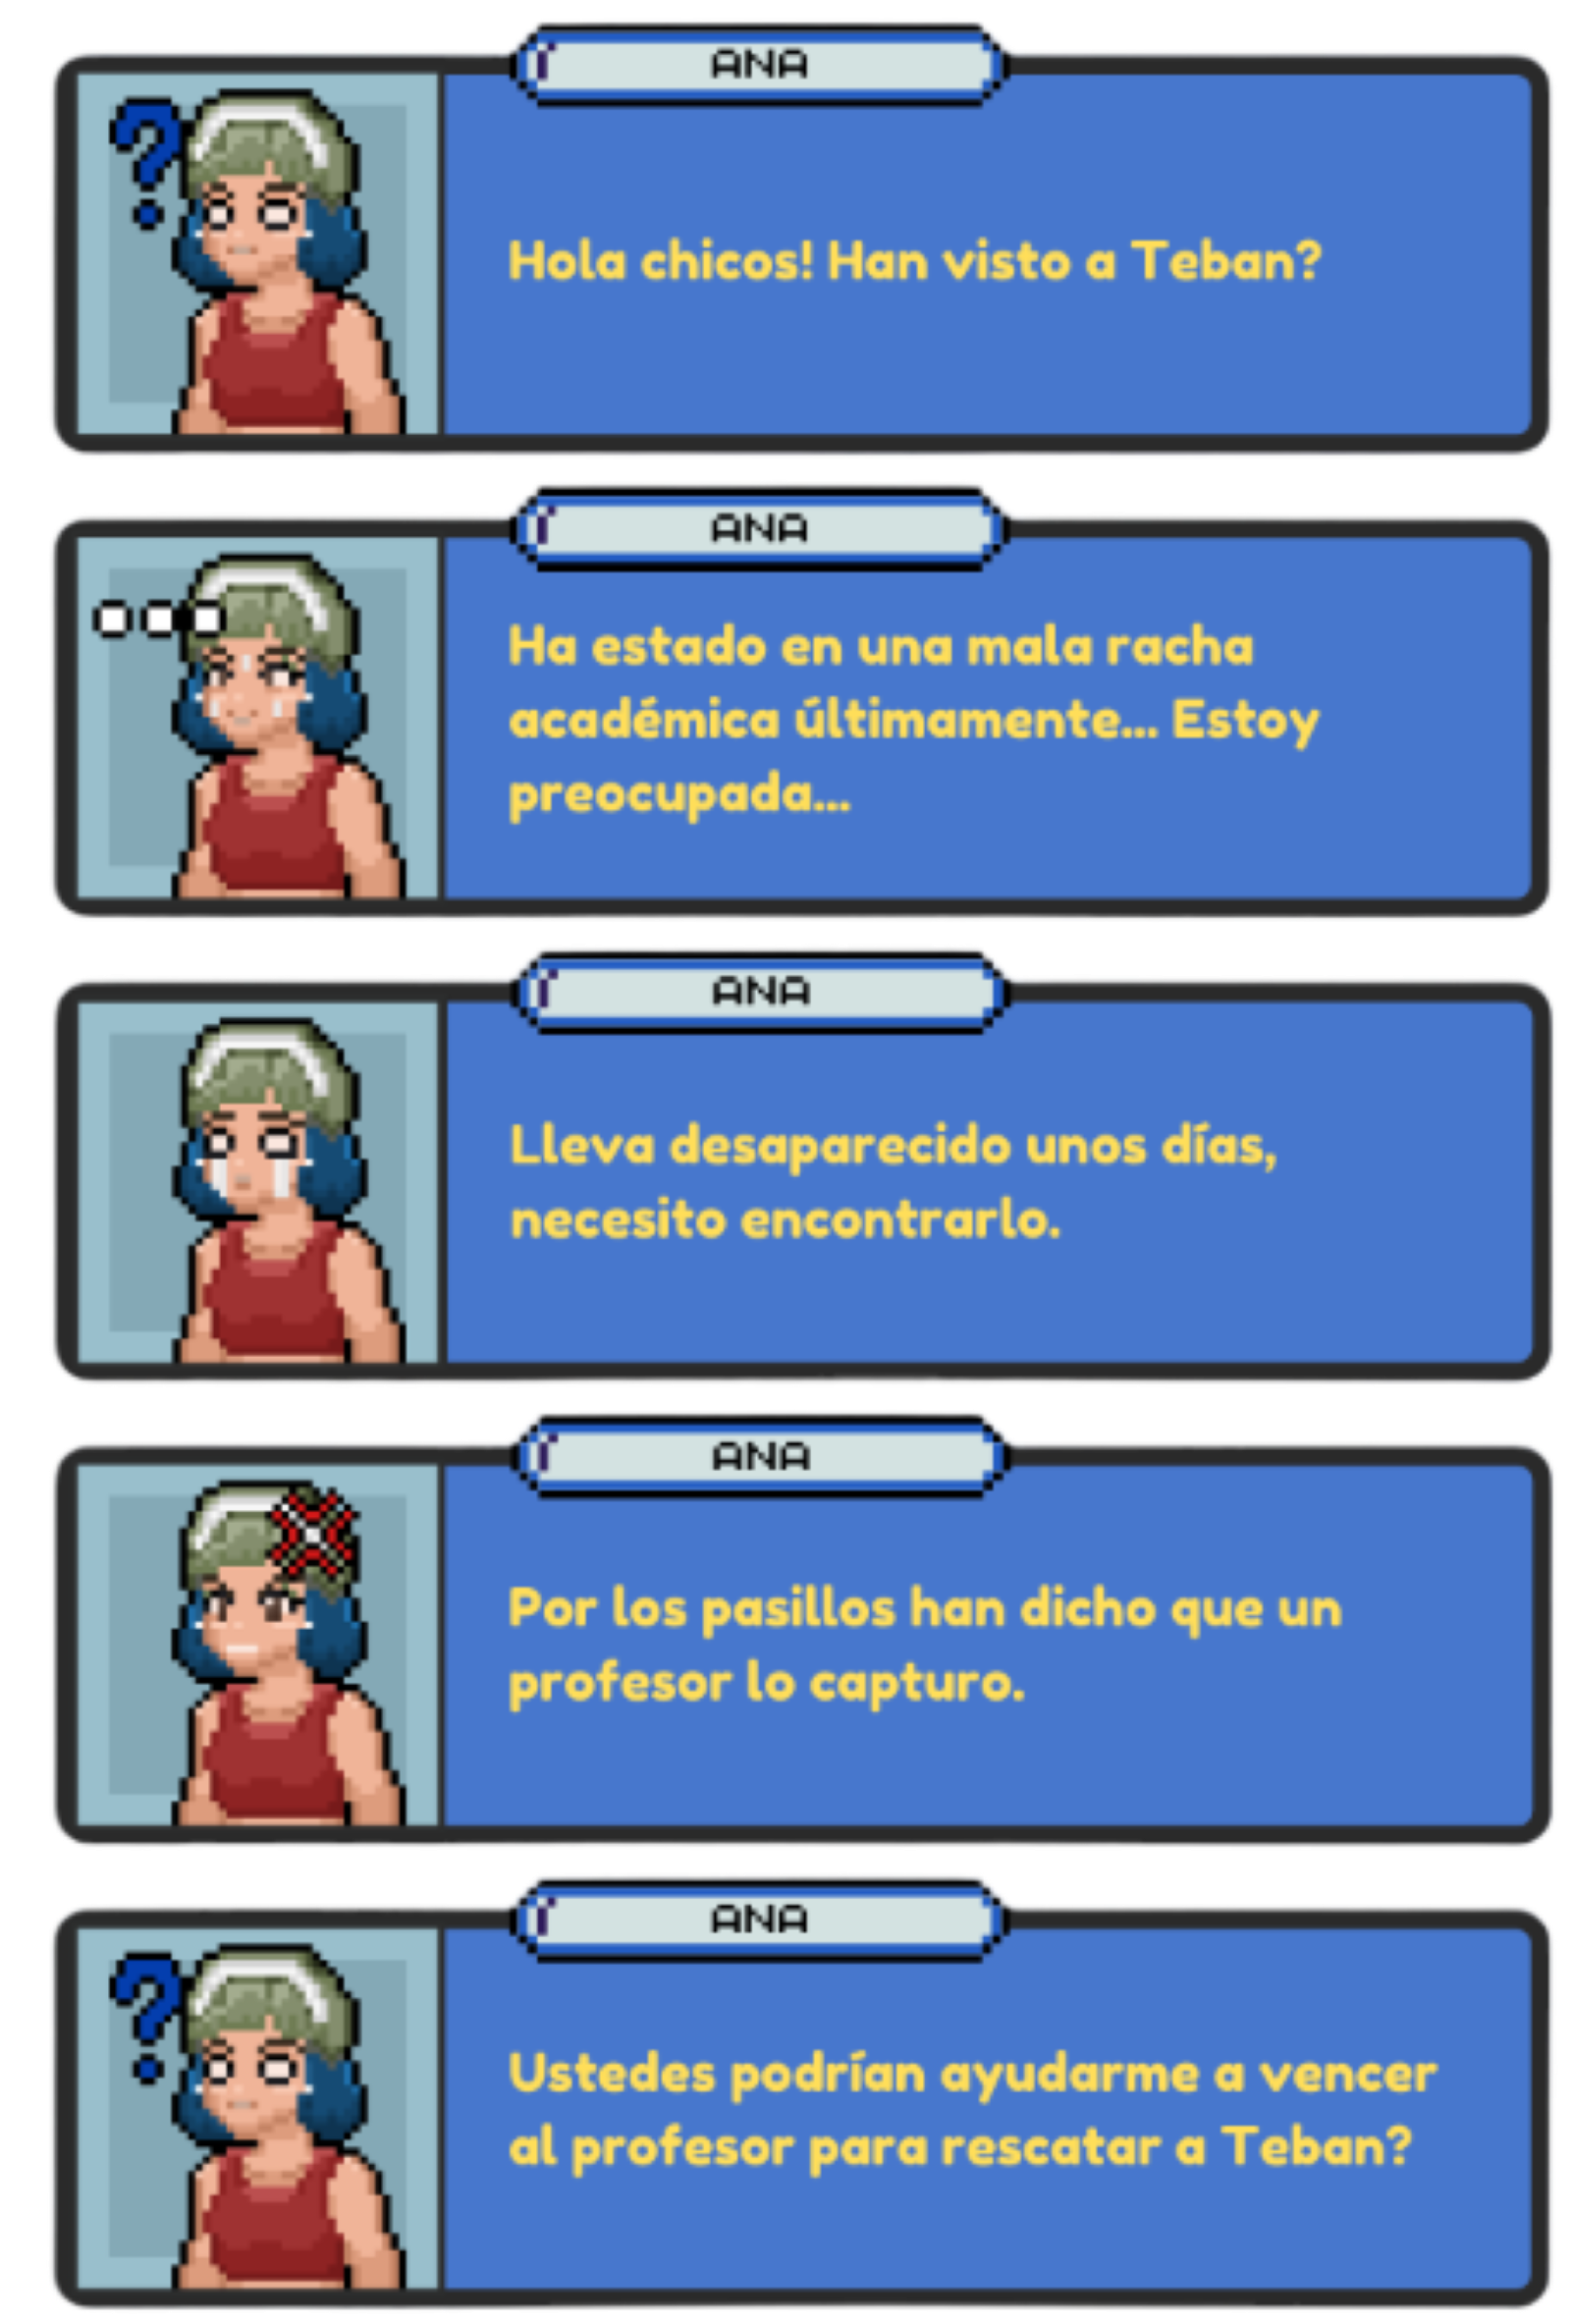 ANA
Hola chicos! Han visto a Teban?
ANA
Ha estado en una mala racha
académica últimamente... Estoy
preocupada...
ANA
Lleva desaparecido unos días,
necesito encontrarlo.
ANA
Por los pasillos han dicho que un
profesor lo capturo.
ANA
Ustedes podrían ayudarme a vencer
al profesor para rescatar a Teban?